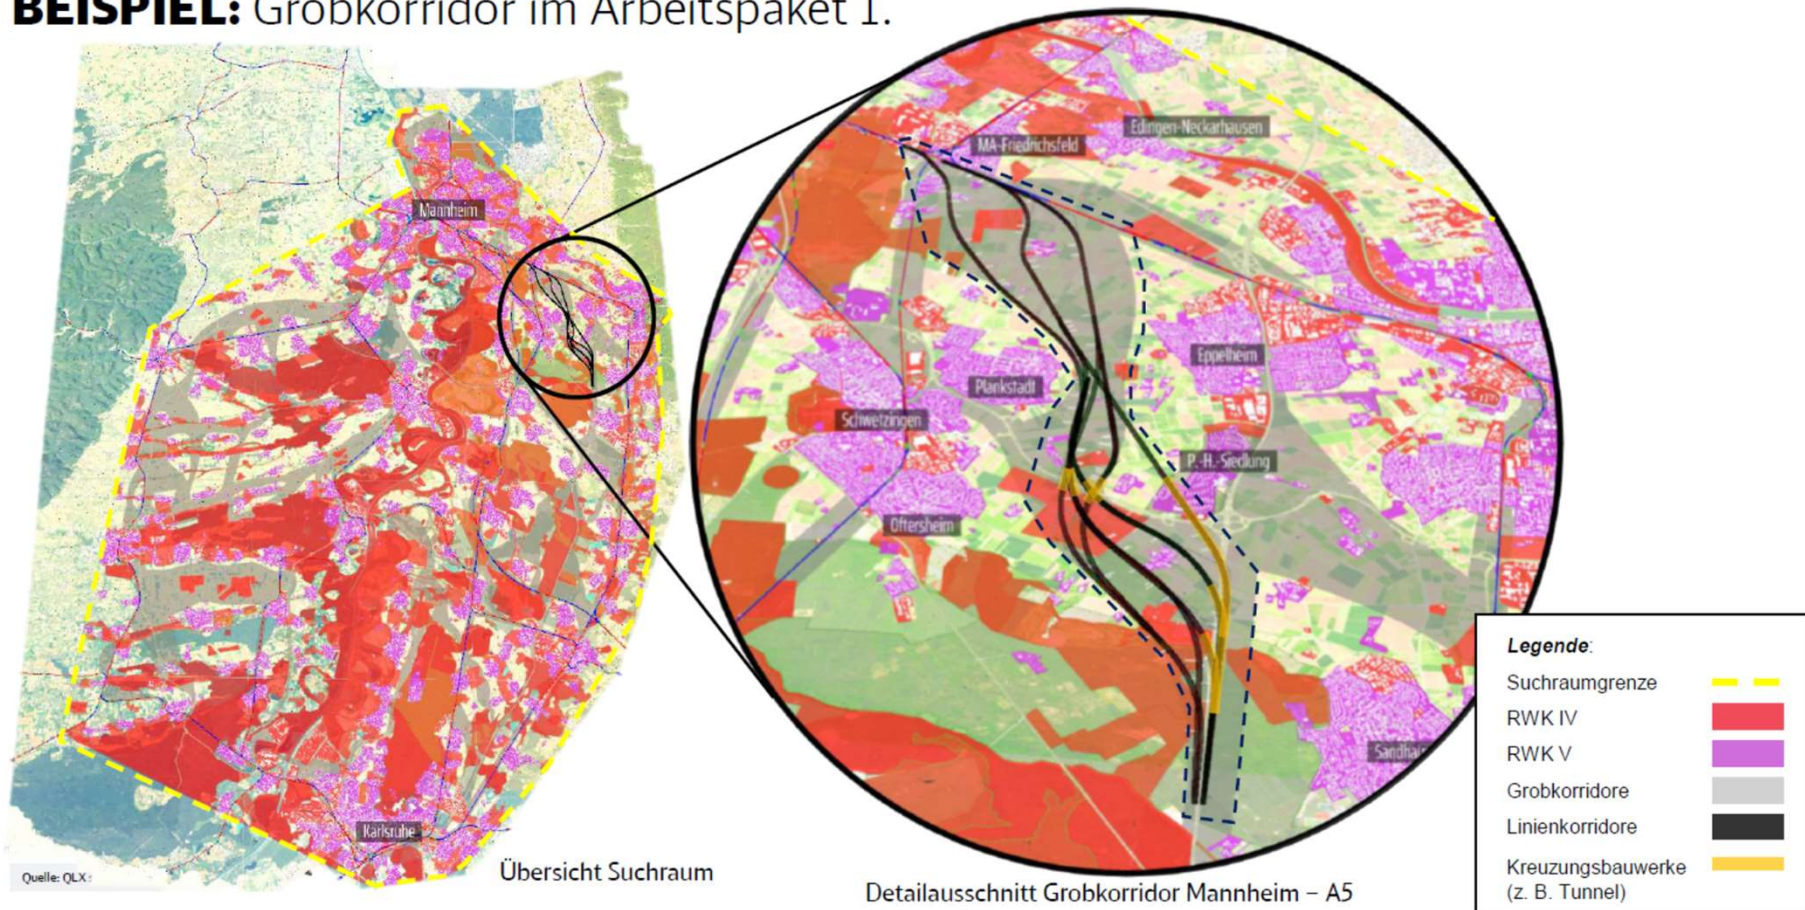 BEISPIEL: Grobkorridor im Arbeitspaket 1.
Mannheim
Karlsruhe
Quelle: QLX
Übersicht Suchraum
Edingen-Neckarhausen
MA-Friedrichsfeld
Eppelheim
Plankstadt
Schwetzingen
P.-H.-Siedlung
Oftersheim
Detailausschnitt Grobkorridor Mannheim – A5
Legende:
Suchraumgrenze
RWK IV
RWK V
Grobkorridore
Linienkorridore
Kreuzungsbauwerke
(z. B. Tunnel)